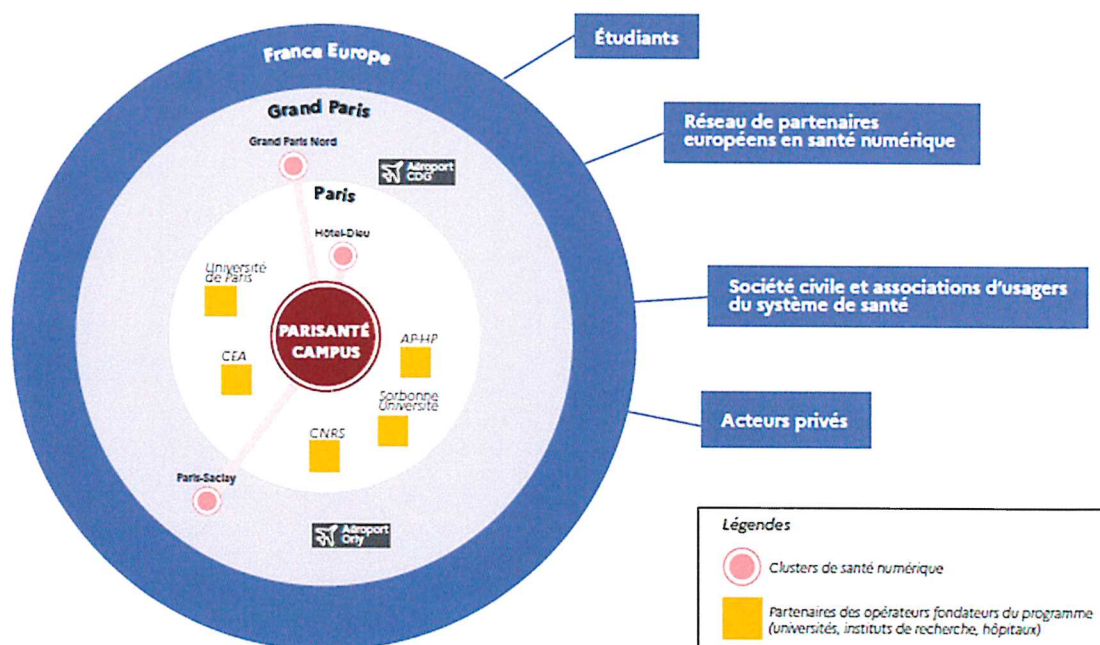 France Europe
Grand Paris
Grand Paris Nord
Aéroport
CDG
Paris
Hôtel-Dieu
Université
de Paris
PARISANTÉ
CAMPUS
AP-HP
CEA
Sorbonne
Université
CNRS
Paris-Saclay
Aéroport
Orly
Étudiants
Réseau de partenaires
européens en santé numérique
Société civile et associations d'usagers
du système de santé
Acteurs privés
Légendes
Clusters de santé numérique
Partenaires des opérateurs fondateurs du programme
(universités, instituts de recherche, hôpitaux)